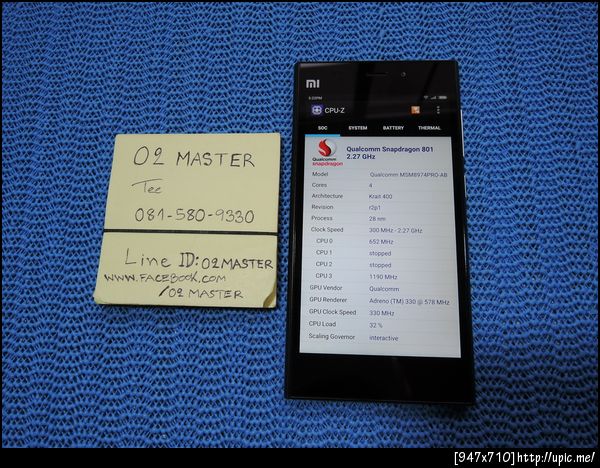 O2 MASTER
Tee
081-580-9330
Line ID: O2MASTER
WWW.FACEBOOK.COM
/O2 MASTER
MI
CPU-Z
SOC SYSTEM BATTERY THERMAL
Qualcomm snapdragon
Qualcomm Snapdragon 801
2.27 GHz
Model Qualcomm MSM8974PRO-AB
Cores 4
Architecture Krait 400
Revision r2p1
Process 28 nm
Clock Speed 300 MHz - 2.27 GHz
CPU 0 652 MHz
CPU 1 stopped
CPU 2 stopped
CPU 3 1190 MHz
GPU Vendor Qualcomm
GPU Renderer Adreno (TM) 330 @ 578 MHz
GPU Clock Speed 330 MHz
CPU Load 32 %
Scaling Governor interactive
[947x710]http://upic.me/